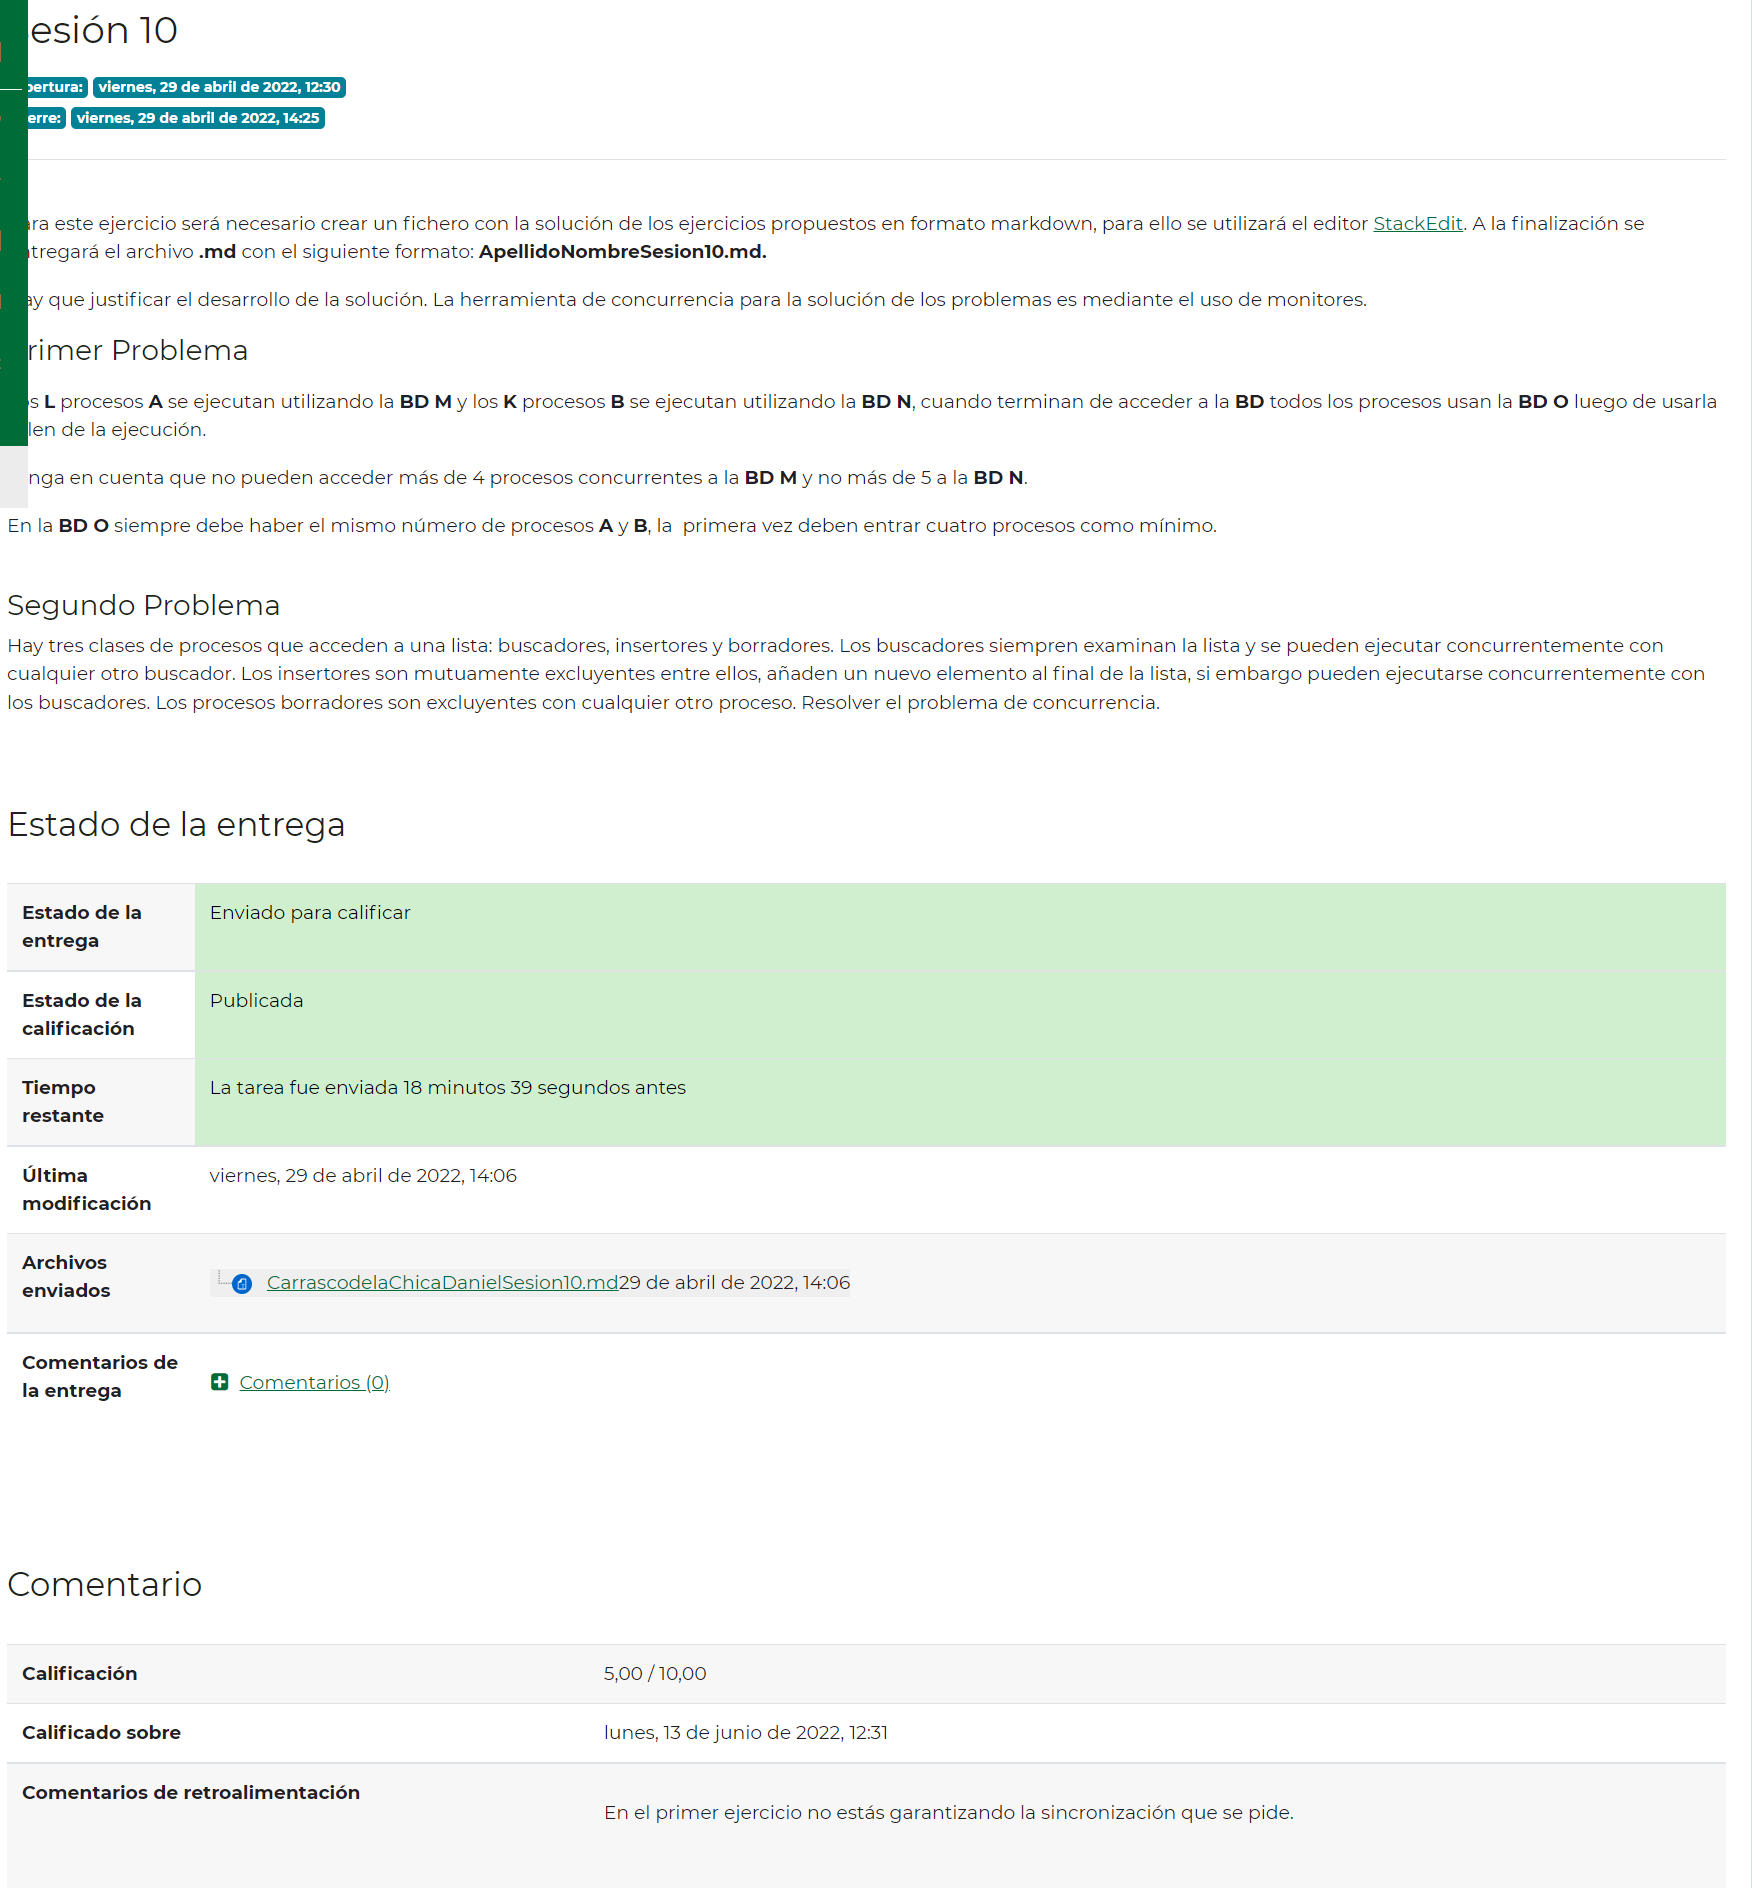 esión 10
pertura: viernes, 29 de abril de 2022, 12:30
erre: viernes, 29 de abril de 2022, 14:25
ara este ejercicio será necesario crear un fichero con la solución de los ejercicios propuestos en formato markdown, para ello se utilizará el editor StackEdit. A la finalización se
tregará el archivo .md con el siguiente formato: ApellidoNombreSesion10.md.
ay que justificar el desarrollo de la solución. La herramienta de concurrencia para la solución de los problemas es mediante el uso de monitores.
rimer Problema
s L procesos A se ejecutan utilizando la BD M y los K procesos B se ejecutan utilizando la BD N, cuando terminan de acceder a la BD todos los procesos usan la BD O luego de usarla
len de la ejecución.
nga en cuenta que no pueden acceder más de 4 procesos concurrentes a la BD M y no más de 5 a la BD N.
En la BD O siempre debe haber el mismo número de procesos A y B, la primera vez deben entrar cuatro procesos como mínimo.
Segundo Problema
Hay tres clases de procesos que acceden a una lista: buscadores, insertores y borradores. Los buscadores siempren examinan la lista y se pueden ejecutar concurrentemente con
cualquier otro buscador. Los insertores son mutuamente excluyentes entre ellos, añaden un nuevo elemento al final de la lista, si embargo pueden ejecutarse concurrentemente con
los buscadores. Los procesos borradores son excluyentes con cualquier otro proceso. Resolver el problema de concurrencia.
Estado de la entrega
Estado de la entrega Enviado para calificar
Estado de la calificación Publicada
Tiempo restante La tarea fue enviada 18 minutos 39 segundos antes
Última modificación viernes, 29 de abril de 2022, 14:06
Archivos enviados CarrascodelaChicaDanielSesion10.md29 de abril de 2022, 14:06
Comentarios de la entrega Comentarios (0)
Comentario
Calificación 5,00 / 10,00
Calificado sobre lunes, 13 de junio de 2022, 12:31
Comentarios de retroalimentación
En el primer ejercicio no estás garantizando la sincronización que se pide.